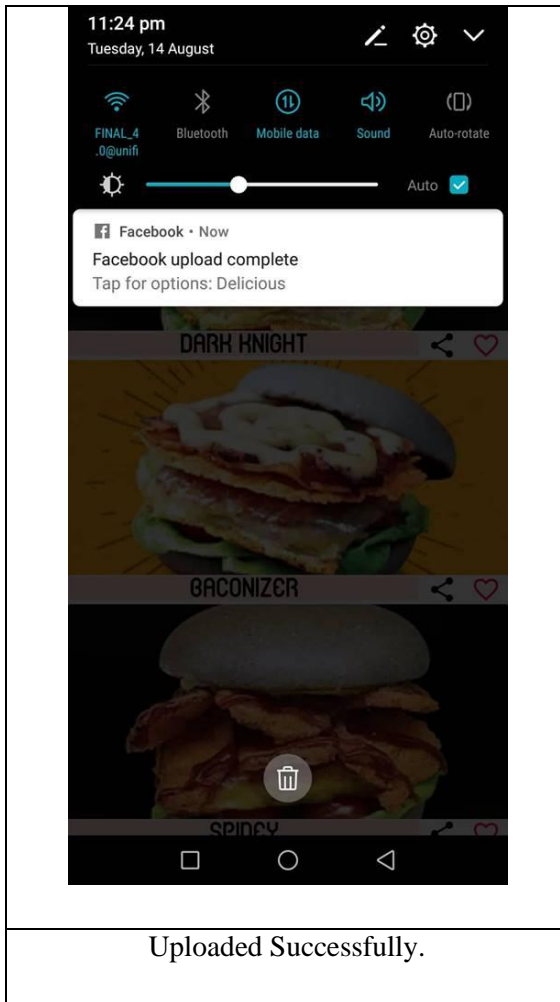 11:24 pm
Tuesday, 14 August
FINAL_4
.0@unifi
Bluetooth
Mobile data
Sound
Auto-rotate
Auto
Facebook • Now
Facebook upload complete
Tap for options: Delicious
DARK KNIGHT
BACONIZER
SPIDEY
Uploaded Successfully.